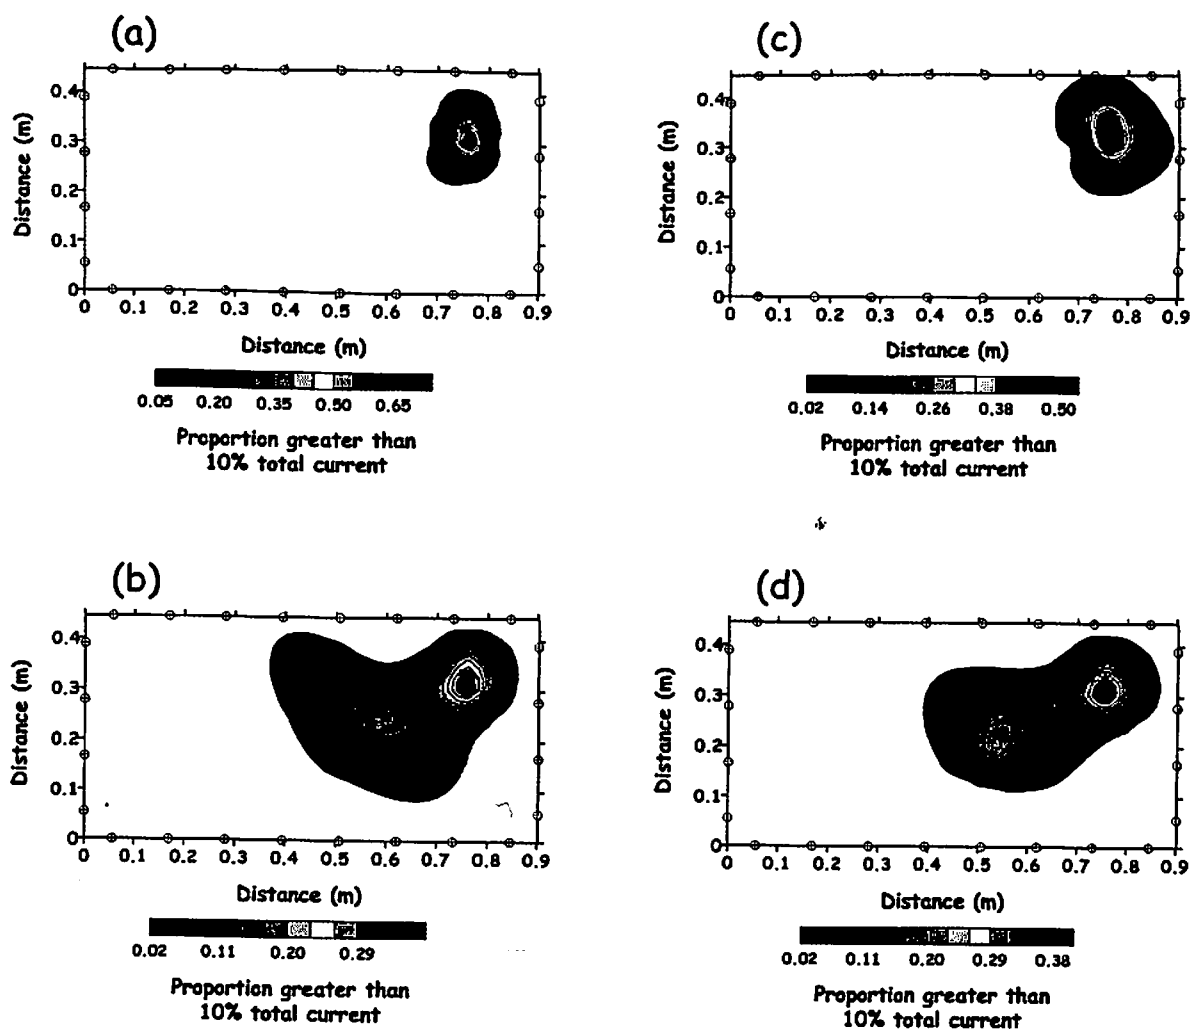 (a)
0.4
0.3
0.2
0.1
0
Distance (m)
0 0.1 0.2 0.3 0.4 0.5 0.6 0.7 0.8 0.9
Distance (m)
0.05 0.20 0.35 0.50 0.65
Proportion greater than
10% total current
(c)
0.4
0.3
0.2
0.1
0
Distance (m)
0 0.1 0.2 0.3 0.4 0.5 0.6 0.7 0.8 0.9
Distance (m)
0.02 0.14 0.26 0.38 0.50
Proportion greater than
10% total current
(b)
0.4
0.3
0.2
0.1
0
Distance (m)
0 0.1 0.2 0.3 0.4 0.5 0.6 0.7 0.8 0.9
Distance (m)
0.02 0.11 0.20 0.29
Proportion greater than
10% total current
(d)
0.4
0.3
0.2
0.1
0
Distance (m)
0 0.1 0.2 0.3 0.4 0.5 0.6 0.7 0.8 0.9
Distance (m)
0.02 0.11 0.20 0.29 0.38
Proportion greater than
10% total current